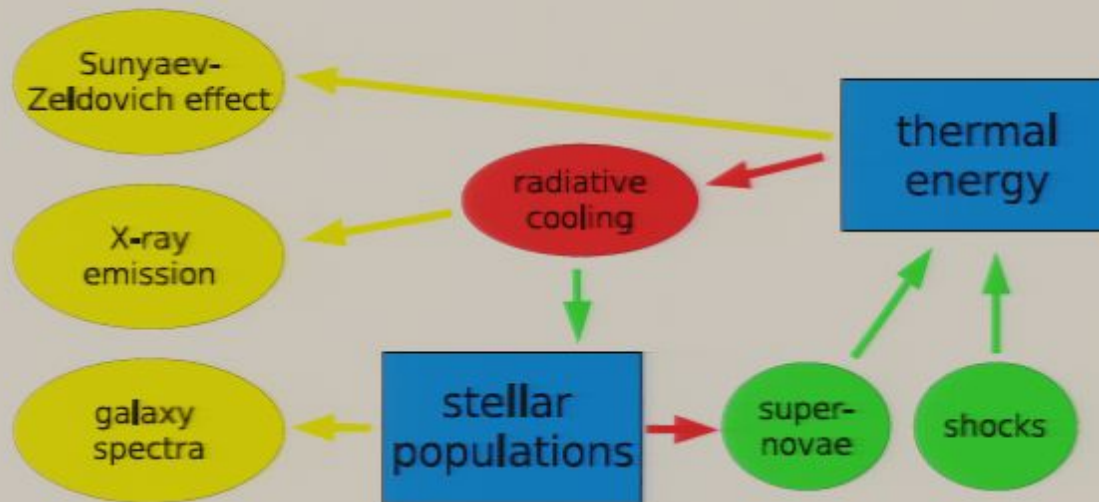 Sunyaev-
Zeldovich effect
thermal
energy
radiative
cooling
X-ray
emission
stellar
populations
galaxy
spectra
super-
novae
shocks